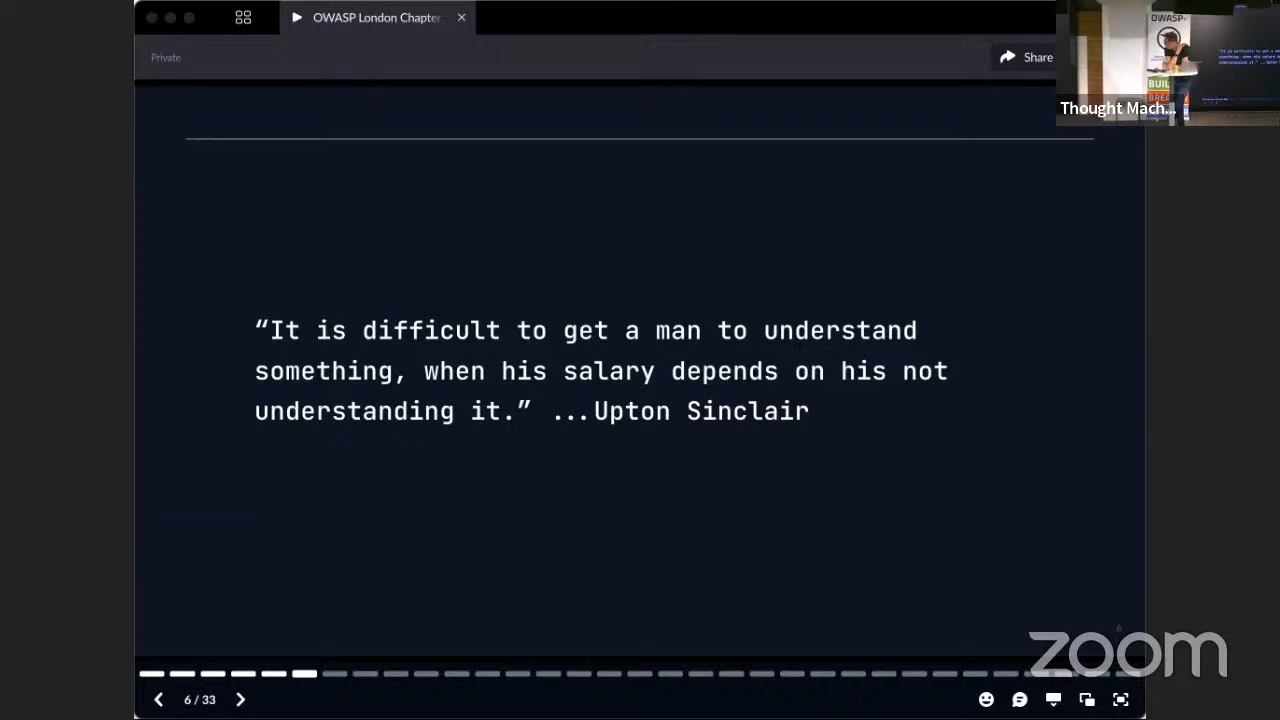 OWASP London Chapter
Private
Share
OWASP
Thought Mach...
“It is difficult to get a man to understand
something, when his salary depends on his not
understanding it.” ...Upton Sinclair
6 / 33
zoom